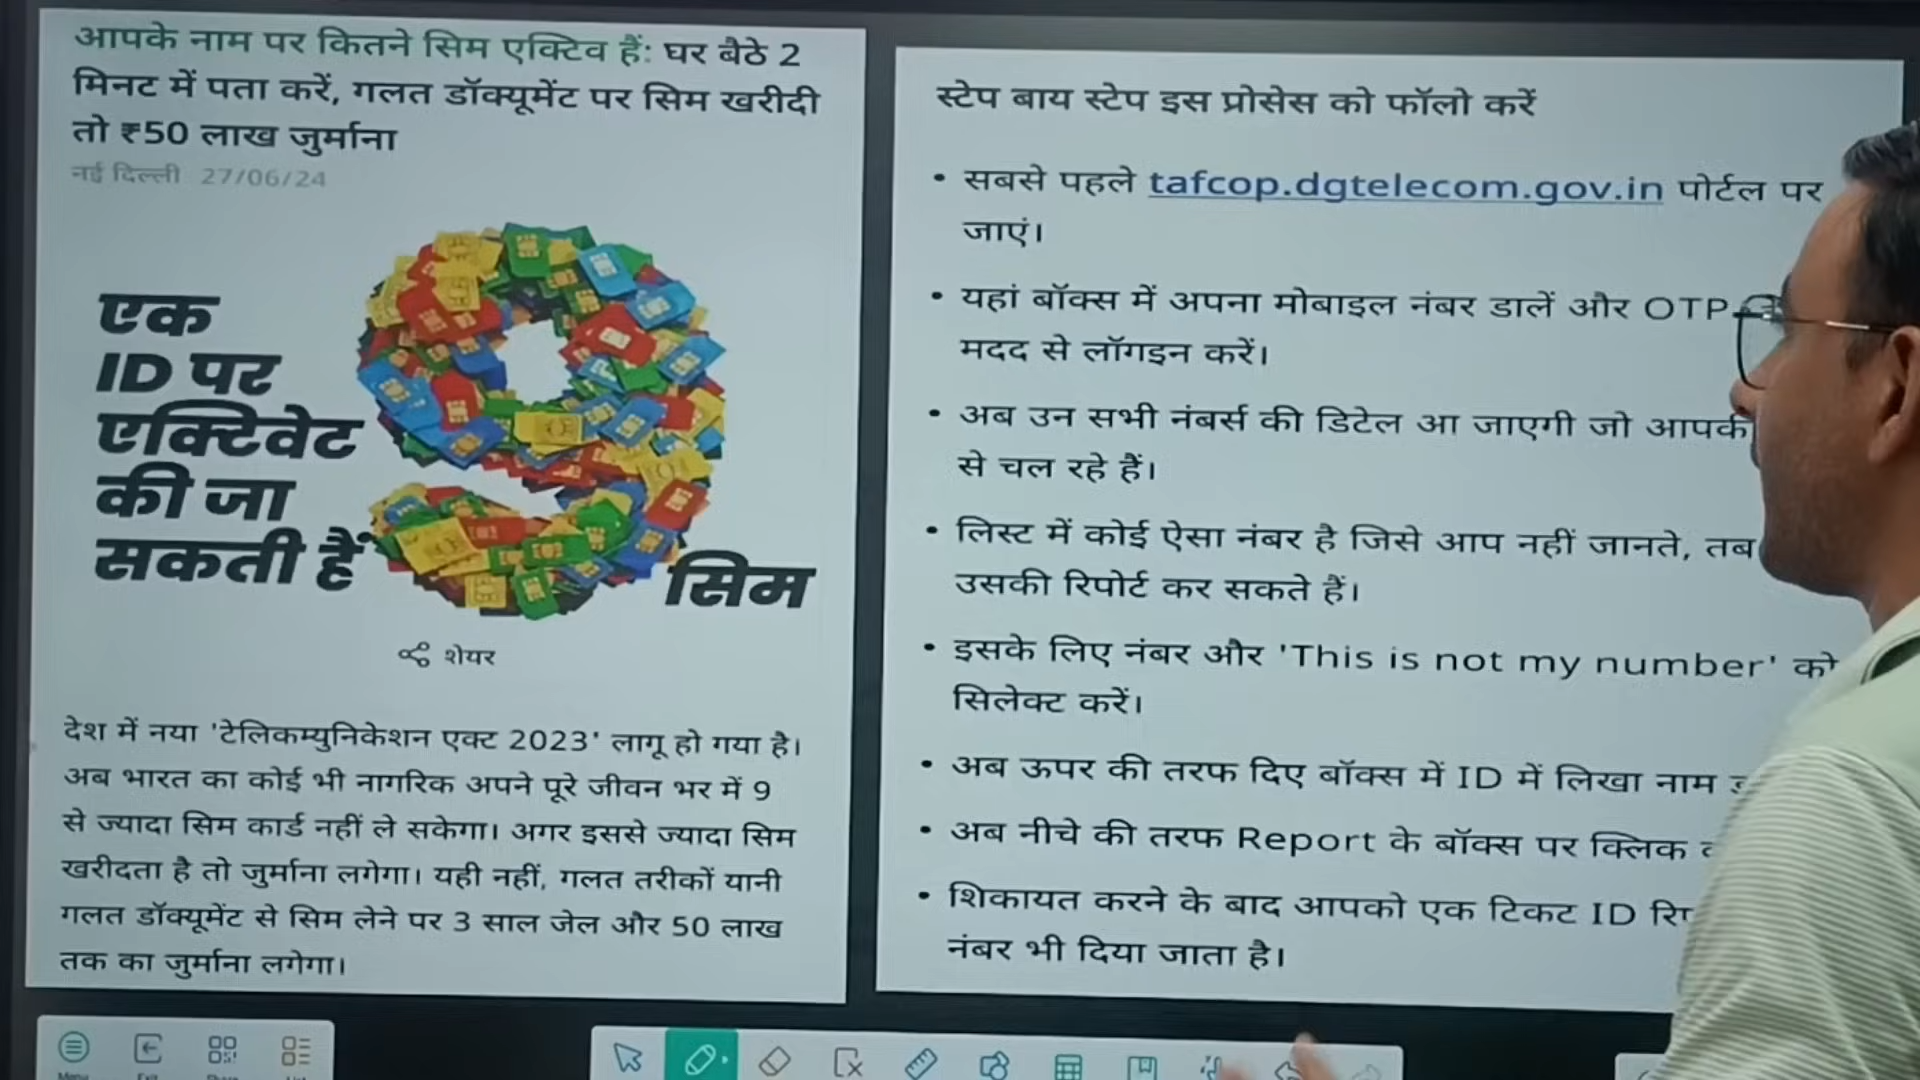 आपके नाम पर कितने सिम एक्टिव हैं: घर बैठे 2
मिनट में पता करें, गलत डॉक्यूमेंट पर सिम खरीदी
तो ₹50 लाख जुर्माना
नई दिल्ली 27/06/24
एक
ID पर
एक्टिवेट
की जा
सकती हैं
9
सिम
शेयर
देश में नया 'टेलिकम्युनिकेशन एक्ट 2023' लागू हो गया है।
अब भारत का कोई भी नागरिक अपने पूरे जीवन भर में 9
से ज्यादा सिम कार्ड नहीं ले सकेगा। अगर इससे ज्यादा सिम
खरीदता है तो जुर्माना लगेगा। यही नहीं, गलत तरीकों यानी
गलत डॉक्यूमेंट से सिम लेने पर 3 साल जेल और 50 लाख
तक का जुर्माना लगेगा।
स्टेप बाय स्टेप इस प्रोसेस को फॉलो करें
• सबसे पहले tafcop.dgtelecom.gov.in पोर्टल पर
जाएं।
• यहां बॉक्स में अपना मोबाइल नंबर डालें और OTP
मदद से लॉगइन करें।
• अब उन सभी नंबर्स की डिटेल आ जाएगी जो आपकी
से चल रहे हैं।
• लिस्ट में कोई ऐसा नंबर है जिसे आप नहीं जानते, तब
उसकी रिपोर्ट कर सकते हैं।
• इसके लिए नंबर और 'This is not my number' को
सिलेक्ट करें।
• अब ऊपर की तरफ दिए बॉक्स में ID में लिखा नाम
• अब नीचे की तरफ Report के बॉक्स पर क्लिक
• शिकायत करने के बाद आपको एक टिकट ID
नंबर भी दिया जाता है।